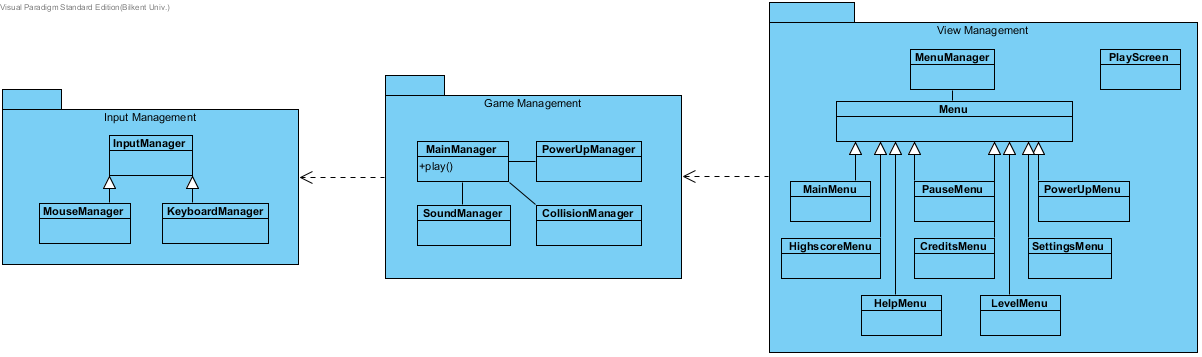 Visual Paradigm Standard Edition(Bilkent Univ.)
Input Management
InputManager
MouseManager
KeyboardManager
Game Management
MainManager
+play()
PowerUpManager
SoundManager
CollisionManager
View Management
MenuManager
PlayScreen
Menu
MainMenu
PauseMenu
PowerUpMenu
HighscoreMenu
CreditsMenu
SettingsMenu
HelpMenu
LevelMenu